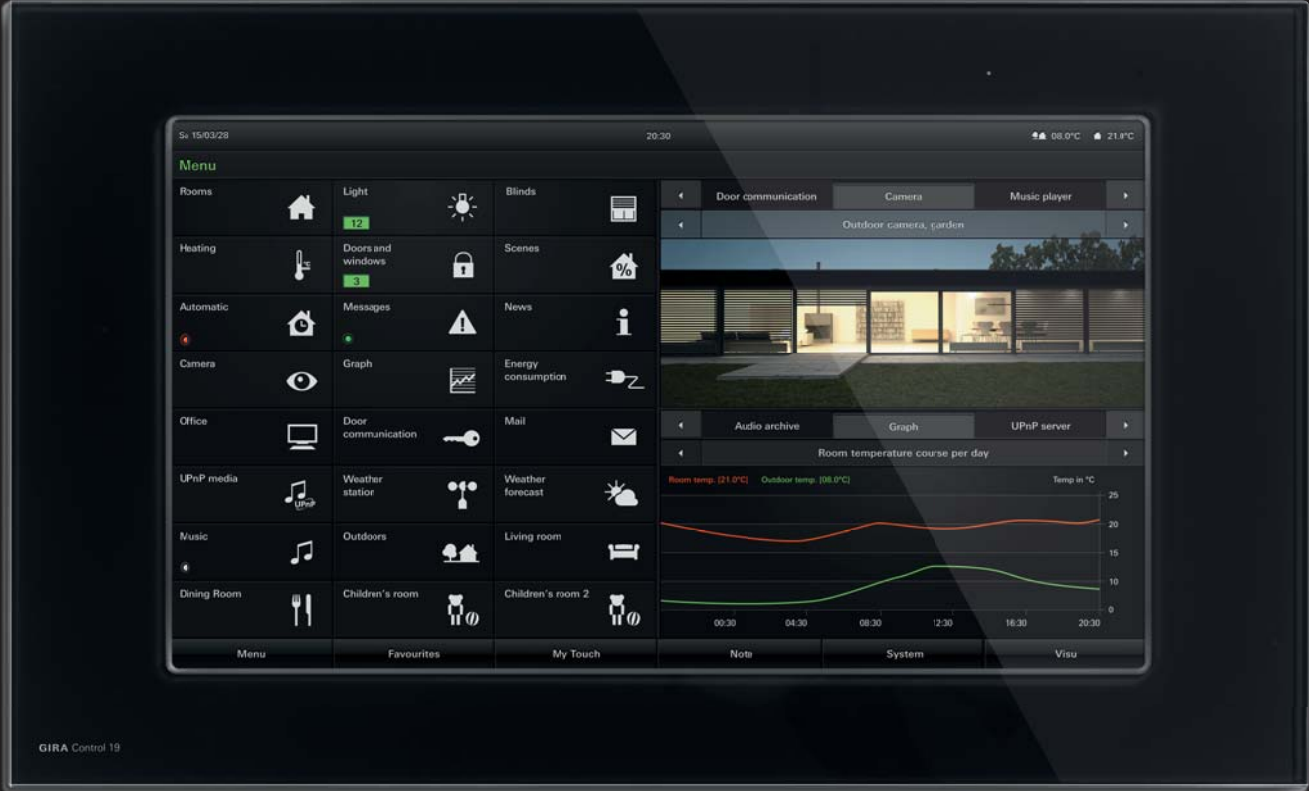 Sa 15/03/28
20:30
08.0°C
21.0°C
Menu
Rooms
Light
12
Blinds
Heating
Doors and
windows
3
Scenes
%
Automatic
Messages
News
i
Camera
Graph
Energy
consumption
Office
Door
communication
Mail
UPnP media
UPnP
Weather
station
Weather
forecast
Music
Outdoors
Living room
Dining Room
Children's room
Children's room 2
Door communication
Camera
Music player
Outdoor camera, garden
Audio archive
Graph
UPnP server
Room temperature course per day
Room temp. [21.0°C]
Outdoor temp. [08.0°C]
Temp in °C
25
20
15
10
0
00:30
04:30
08:30
12:30
16:30
20:30
Menu
Favourites
My Touch
Note
System
Visu
GIRA Control 19